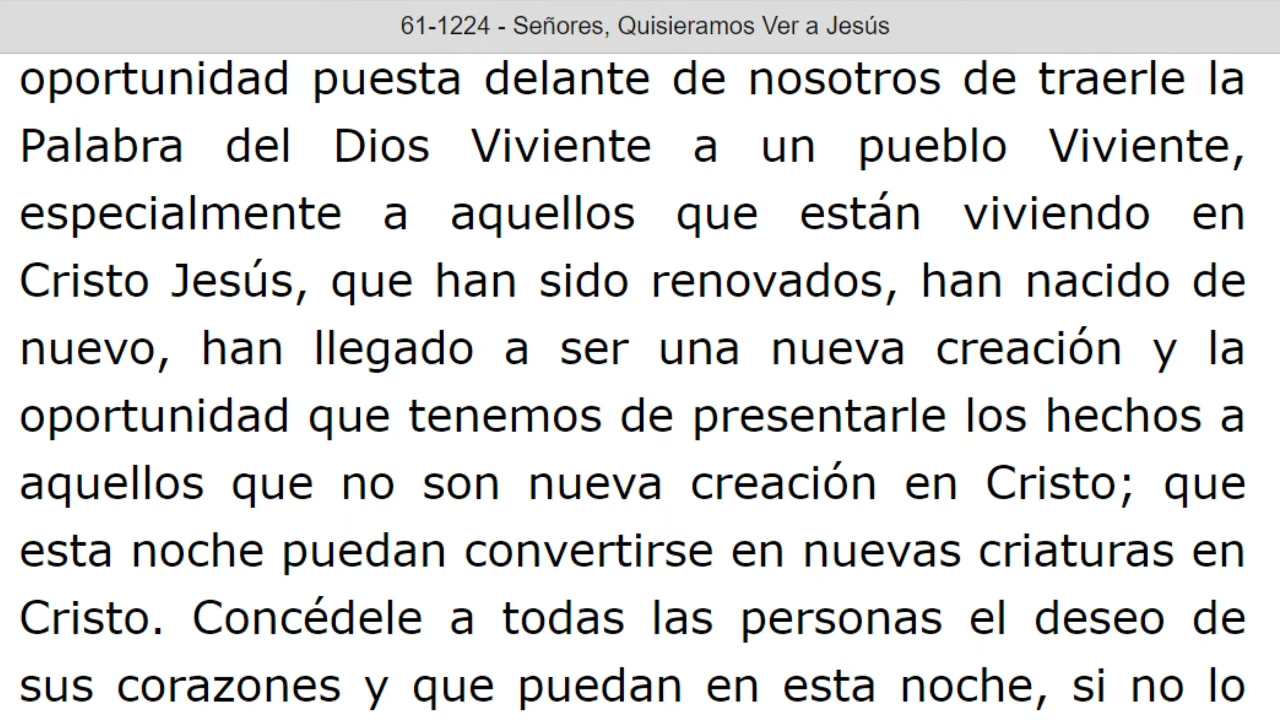 61-1224 - Señores, Quisieramos Ver a Jesús
oportunidad puesta delante de nosotros de traerle la
Palabra del Dios Viviente a un pueblo Viviente,
especialmente a aquellos que están viviendo en
Cristo Jesús, que han sido renovados, han nacido de
nuevo, han llegado a ser una nueva creación y la
oportunidad que tenemos de presentarle los hechos a
aquellos que no son nueva creación en Cristo; que
esta noche puedan convertirse en nuevas criaturas en
Cristo. Concédele a todas las personas el deseo de
sus corazones y que puedan en esta noche, si no lo